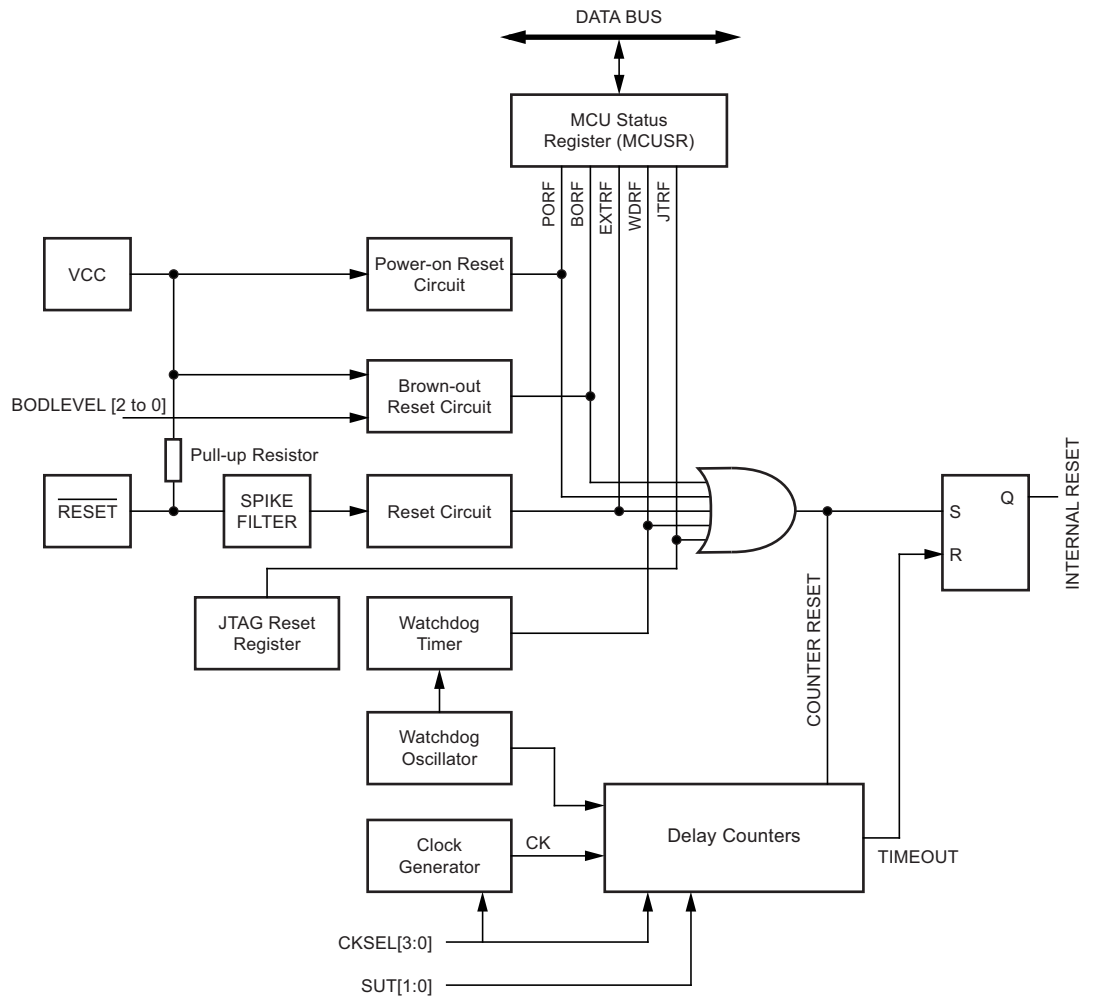 DATA BUS
MCU Status
Register (MCUSR)
PORF
BORF
EXTRF
WDRF
JTRF
VCC
Power-on Reset
Circuit
Brown-out
Reset Circuit
BODLEVEL [2 to 0]
Pull-up Resistor
RESET
SPIKE
FILTER
Reset Circuit
S
Q
R
INTERNAL RESET
JTAG Reset
Register
Watchdog
Timer
COUNTER RESET
Watchdog
Oscillator
Clock
Generator
CK
Delay Counters
TIMEOUT
CKSEL[3:0]
SUT[1:0]